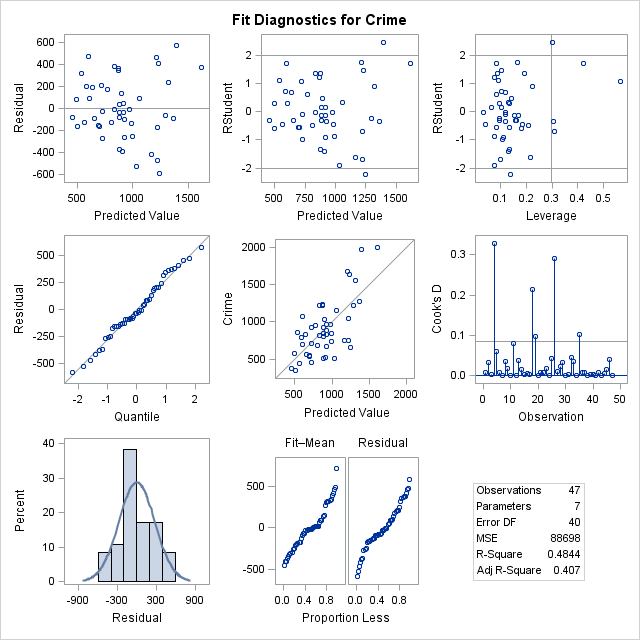 Fit Diagnostics for Crime
600
400
200
0
-200
-400
-600
Residual
500 1000 1500
Predicted Value
2
1
0
-1
-2
RStudent
500 750 1000 1250 1500
Predicted Value
2
1
0
-1
-2
RStudent
0.1 0.2 0.3 0.4 0.5
Leverage
500
250
0
-250
-500
Residual
-2 -1 0 1 2
Quantile
2000
1500
1000
500
Crime
500 1000 1500 2000
Predicted Value
0.3
0.2
0.1
0.0
Cook's D
0 10 20 30 40 50
Observation
40
30
20
10
0
Percent
-900 -300 300 900
Residual
Fit–Mean Residual
500
0
-500
0.0 0.4 0.8 0.0 0.4 0.8
Proportion Less
Observations 47
Parameters 7
Error DF 40
MSE 88698
R-Square 0.4844
Adj R-Square 0.407